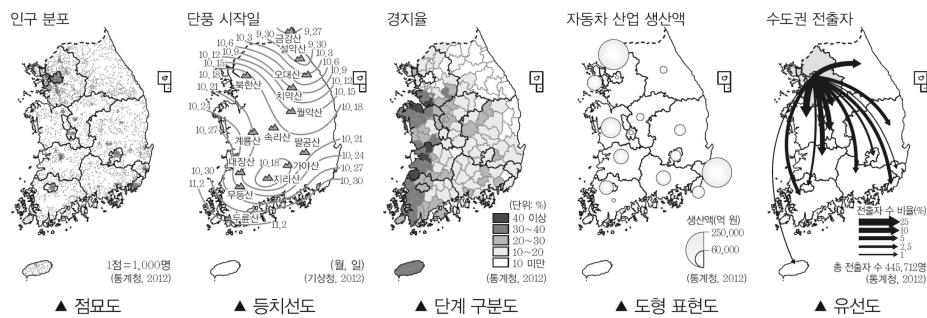 인구 분포
1점=1,000명
(통계청, 2012)
▲ 점묘도
단풍 시작일
10.3
9.30
9.27
10.6
금강산
10.9
설악산
9.30
10.12
10.3
10.15
10.6
10.18
북한산
오대산
10.9
10.21
10.12
치악산
10.15
10.24
월악산
10.18
10.27
계룡산
속리산
10.21
팔공산
내장산
10.18
가야산
10.24
10.30
지리산
10.27
11.2
무등산
10.30
두륜산
11.2
(월, 일)
(기상청, 2012)
▲ 등치선도
경지율
(단위: %)
40 이상
30~40
20~30
10~20
10 미만
(통계청, 2012)
▲ 단계 구분도
자동차 산업 생산액
생산액(억 원)
250,000
60,000
(통계청, 2012)
▲ 도형 표현도
수도권 전출자
전출자 수 비율(%)
25
10
5
2.5
1
총 전출자 수 445,712명
(통계청, 2012)
▲ 유선도